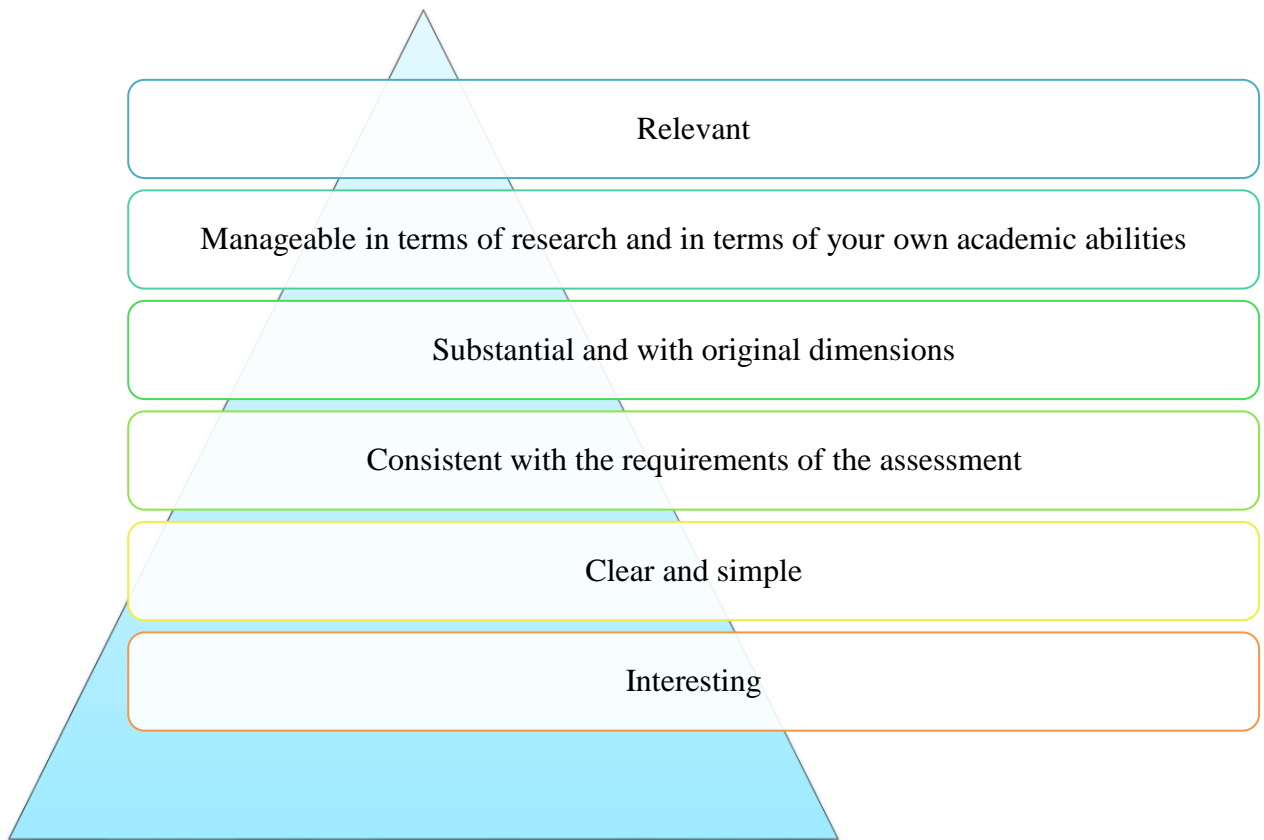 Relevant
Manageable in terms of research and in terms of your own academic abilities
Substantial and with original dimensions
Consistent with the requirements of the assessment
Clear and simple
Interesting